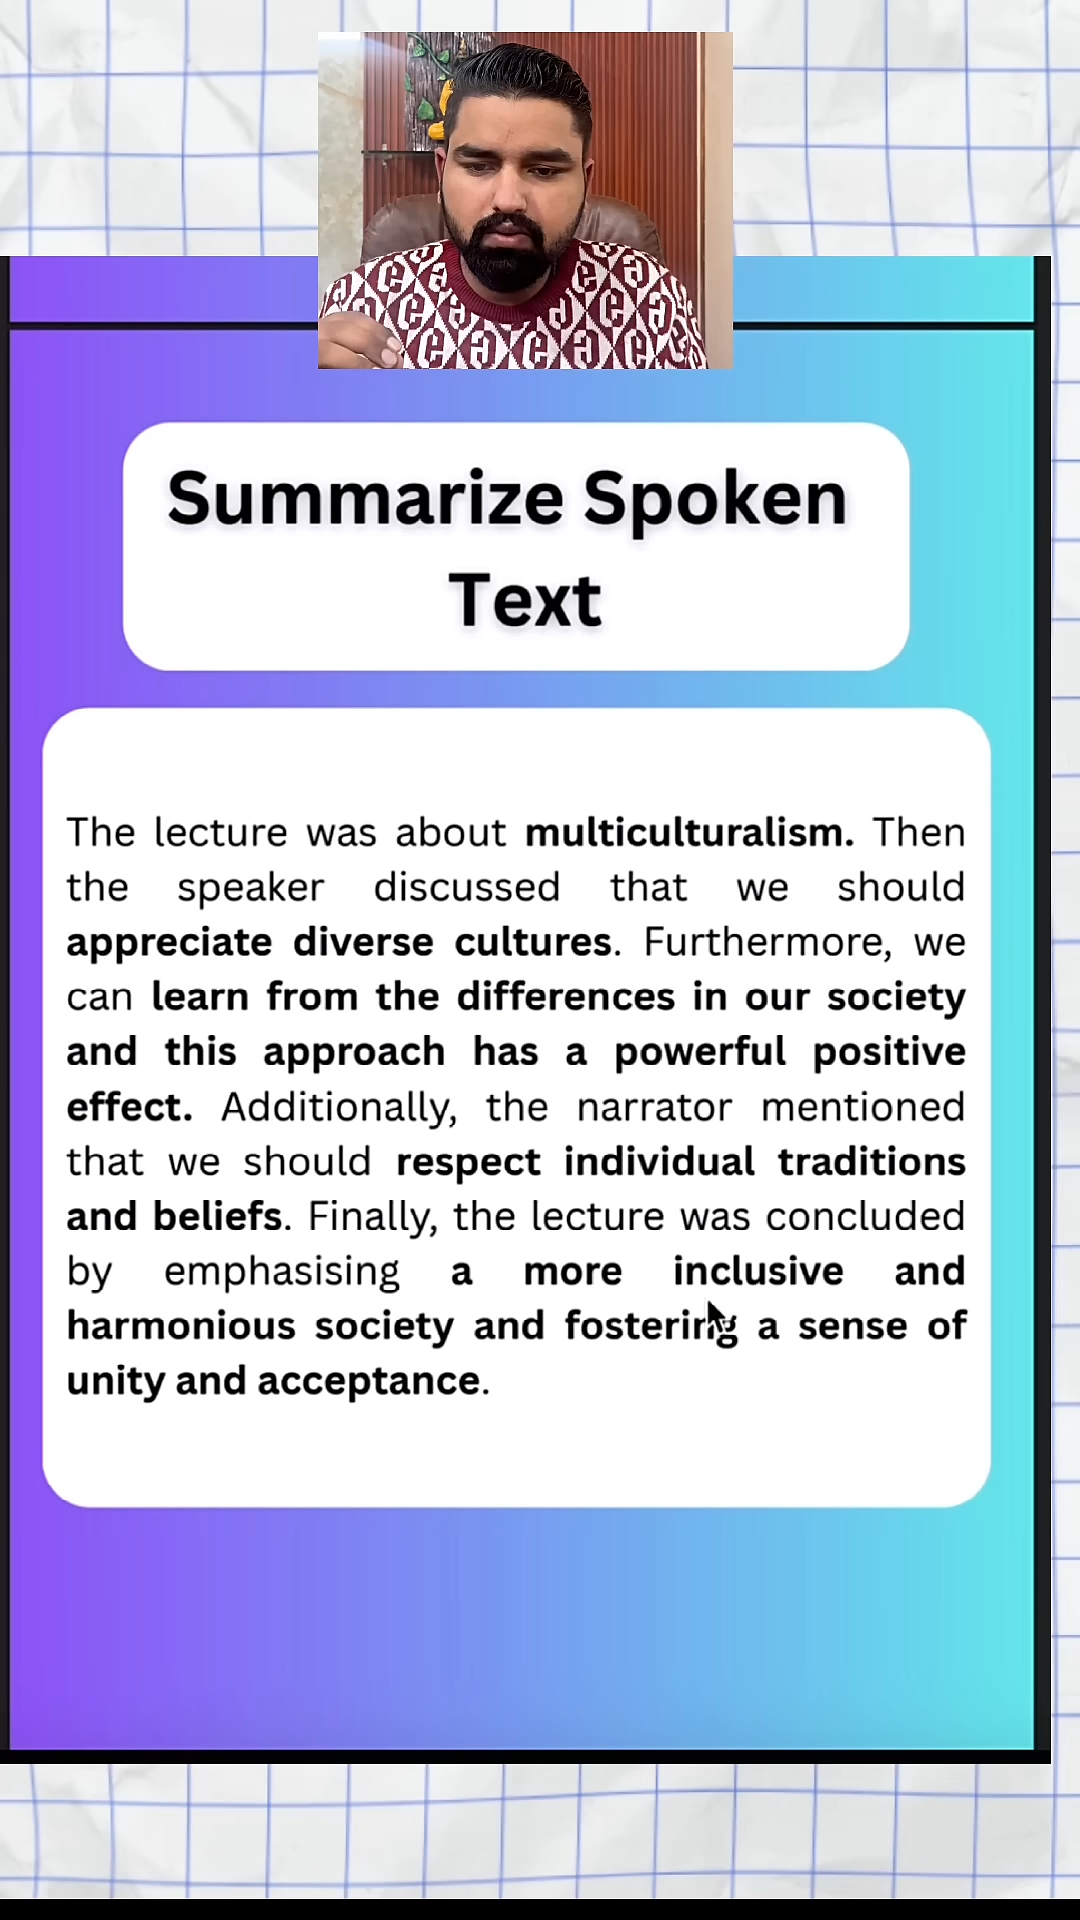 Summarize Spoken
Text
The lecture was about multiculturalism. Then
the speaker discussed that we should
appreciate diverse cultures. Furthermore, we
can learn from the differences in our society
and this approach has a powerful positive
effect. Additionally, the narrator mentioned
that we should respect individual traditions
and beliefs. Finally, the lecture was concluded
by emphasising a more inclusive and
harmonious society and fostering a sense of
unity and acceptance.